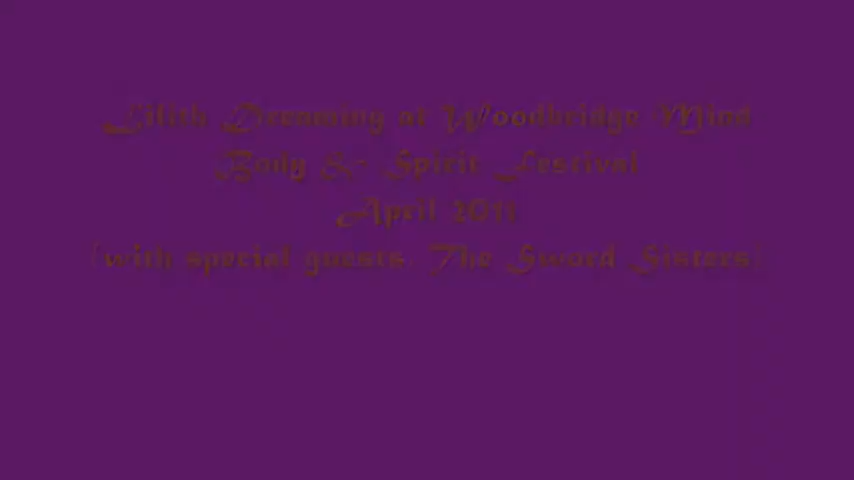 Lilith Dreaming at Woodbridge Mind
Body & Spirit Festival
April 2011
(with special guests, The Sword Sisters)